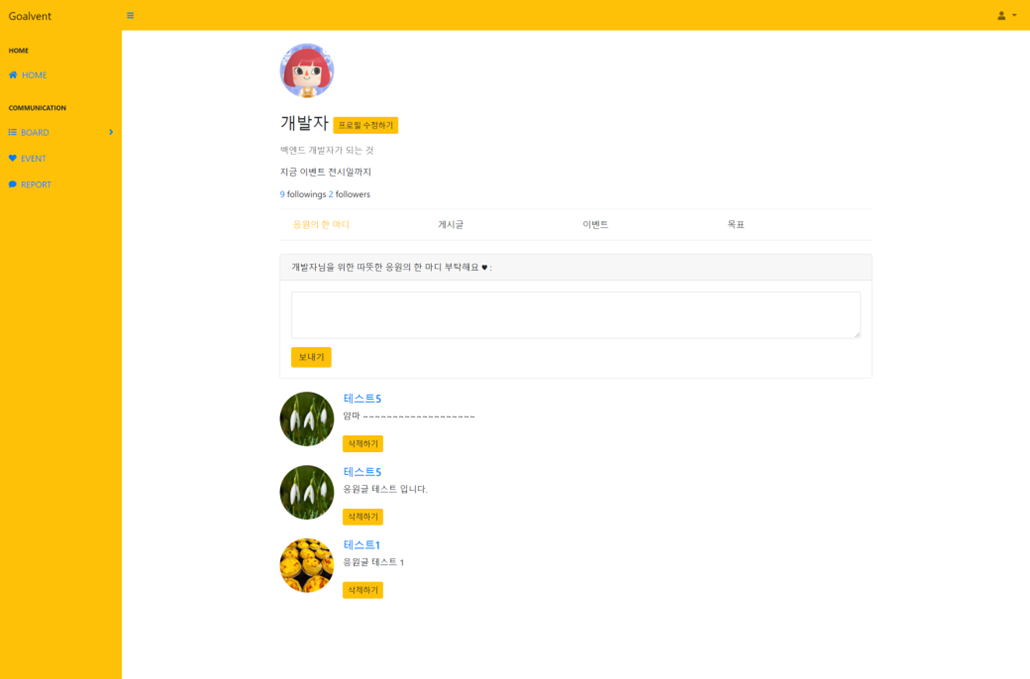 Goalvent
HOME
HOME
COMMUNICATION
BOARD
EVENT
REPORT
개발자 프로필 수정하기
백엔드 개발자가 되는 것
지금 이벤트 전시일까지
9 followings 2 followers
응원의 한 마디 게시글 이벤트 목표
개발자님을 위한 따뜻한 응원의 한 마디 부탁해요 ♥ :
보내기
테스트5
얌마 ~~~~~~~~~~~~~~~~~~~
삭제하기
테스트5
응원글 테스트 입니다.
삭제하기
테스트1
응원글 테스트 1
삭제하기